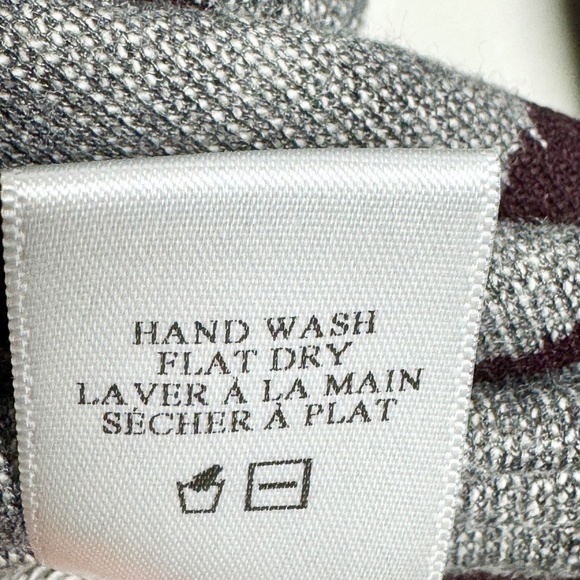 HAND WASH
FLAT DRY
LAVER À LA MAIN
SÉCHER À PLAT